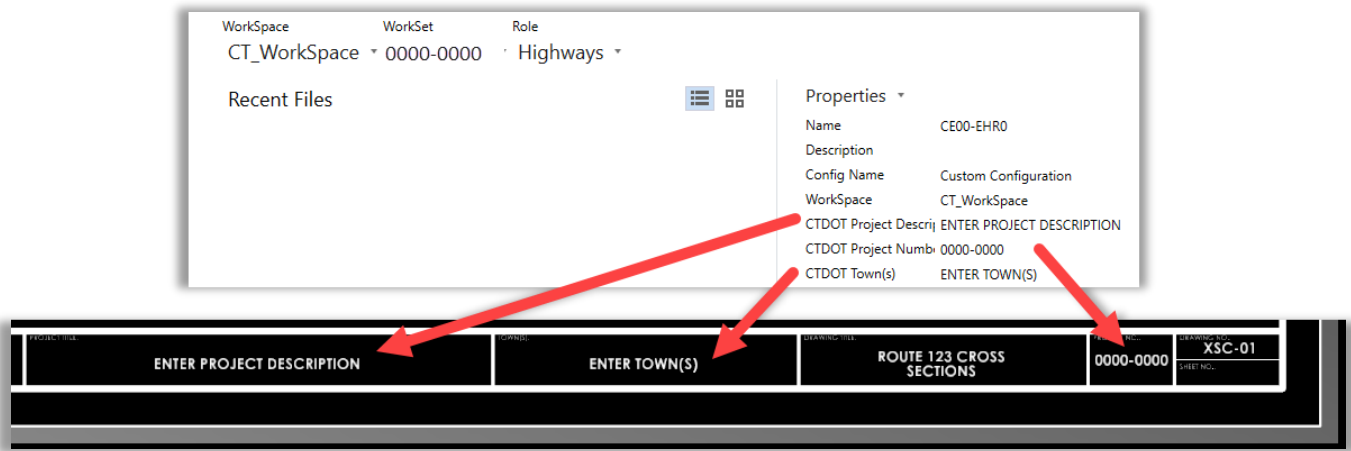 WorkSpace WorkSet Role
CT_WorkSpace 0000-0000 Highways
Recent Files
Properties
Name CE00-EHR0
Description
Config Name Custom Configuration
WorkSpace CT_WorkSpace
CTDOT Project Descrip ENTER PROJECT DESCRIPTION
CTDOT Project Numbe 0000-0000
CTDOT Town(s) ENTER TOWN(S)
PROJECT TITLE: TOWN(S): DRAWING TITLE: DRAWING NO.:
ENTER PROJECT DESCRIPTION ENTER TOWN(S) ROUTE 123 CROSS 0000-0000 XSC-01
SECTIONS SHEET NO.: